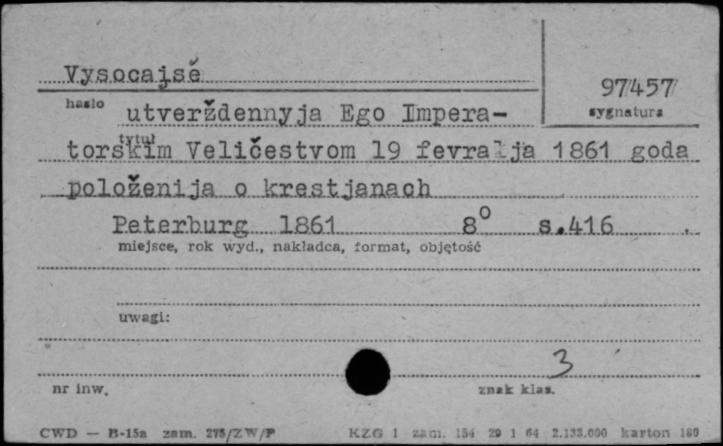 Vysocajsé
97457
hasło
sygnatura
utverždennyja Ego Impera-
tytuł
torskim Veličestvom 19 fevralja 1861 goda
položenija o krestjanach
Peterburg 1861 8⁰ s.416
miejsce, rok wyd., nakładca, format, objętość
uwagi:
3
nr inw. znak klas.
CWD — B-15a zam. 275/ZW/P KZG 1 zam. 154 29 1 64 2.133.000 karton 180